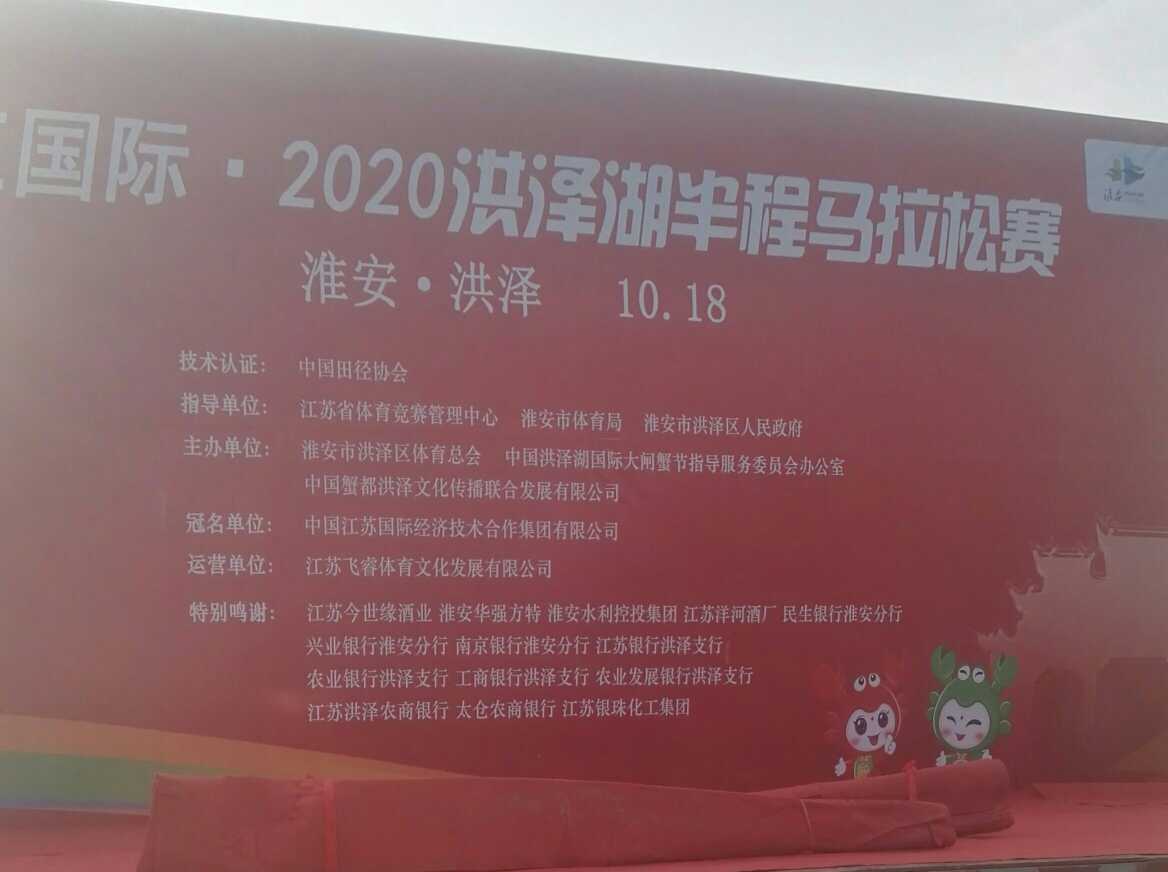 国际·2020洪泽湖半程马拉松赛
淮安
淮安·洪泽 10.18
技术认证: 中国田径协会
指导单位: 江苏省体育竞赛管理中心 淮安市体育局 淮安市洪泽区人民政府
主办单位: 淮安市洪泽区体育总会 中国洪泽湖国际大闸蟹节指导服务委员会办公室
中国蟹都洪泽文化传播联合发展有限公司
冠名单位: 中国江苏国际经济技术合作集团有限公司
运营单位: 江苏飞睿体育文化发展有限公司
特别鸣谢: 江苏今世缘酒业 淮安华强方特 淮安水利控投集团 江苏洋河酒厂 民生银行淮安分行
兴业银行淮安分行 南京银行淮安分行 江苏银行洪泽支行
农业银行洪泽支行 工商银行洪泽支行 农业发展银行洪泽支行
江苏洪泽农商银行 太仓农商银行 江苏银珠化工集团